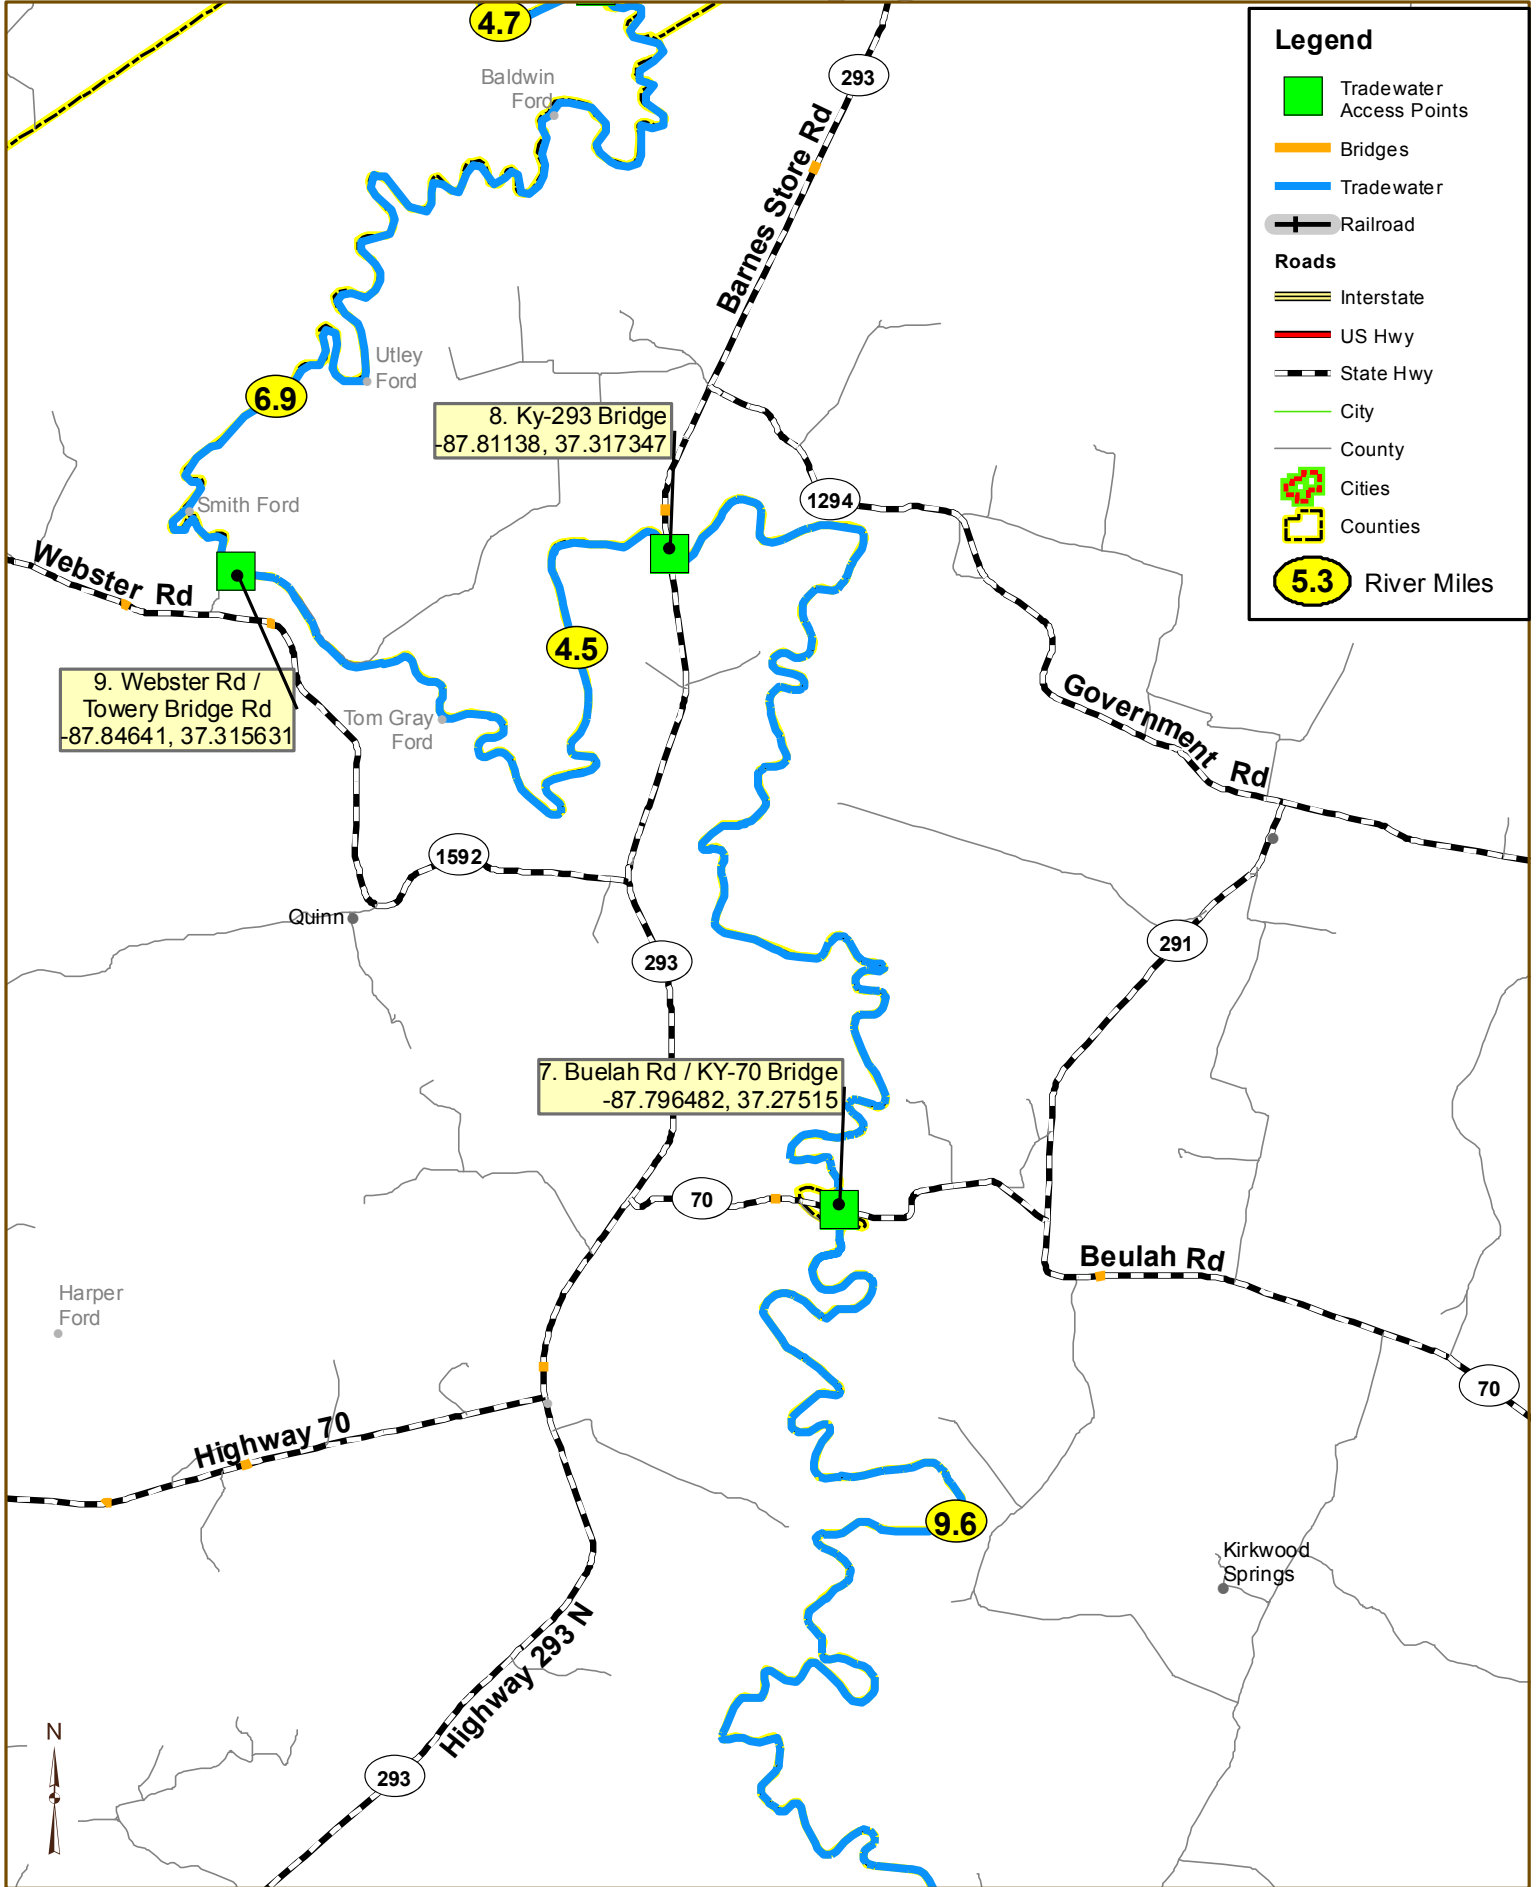 4.7
Baldwin
Ford
293
Barnes Store Rd
Legend
Tradewater
Access Points
Bridges
Tradewater
Railroad
Roads
Interstate
US Hwy
State Hwy
City
County
Cities
Counties
5.3 River Miles
Utley
Ford
6.9
8. Ky-293 Bridge
-87.81138, 37.317347
1294
Smith Ford
Webster Rd
4.5
9. Webster Rd /
Towery Bridge Rd
-87.84641, 37.315631
Tom Gray
Ford
Government Rd
1592
Quinn
293
291
7. Buelah Rd / KY-70 Bridge
-87.796482, 37.27515
70
Beulah Rd
Harper
Ford
70
Highway 70
9.6
Kirkwood
Springs
Highway 293 N
N
293